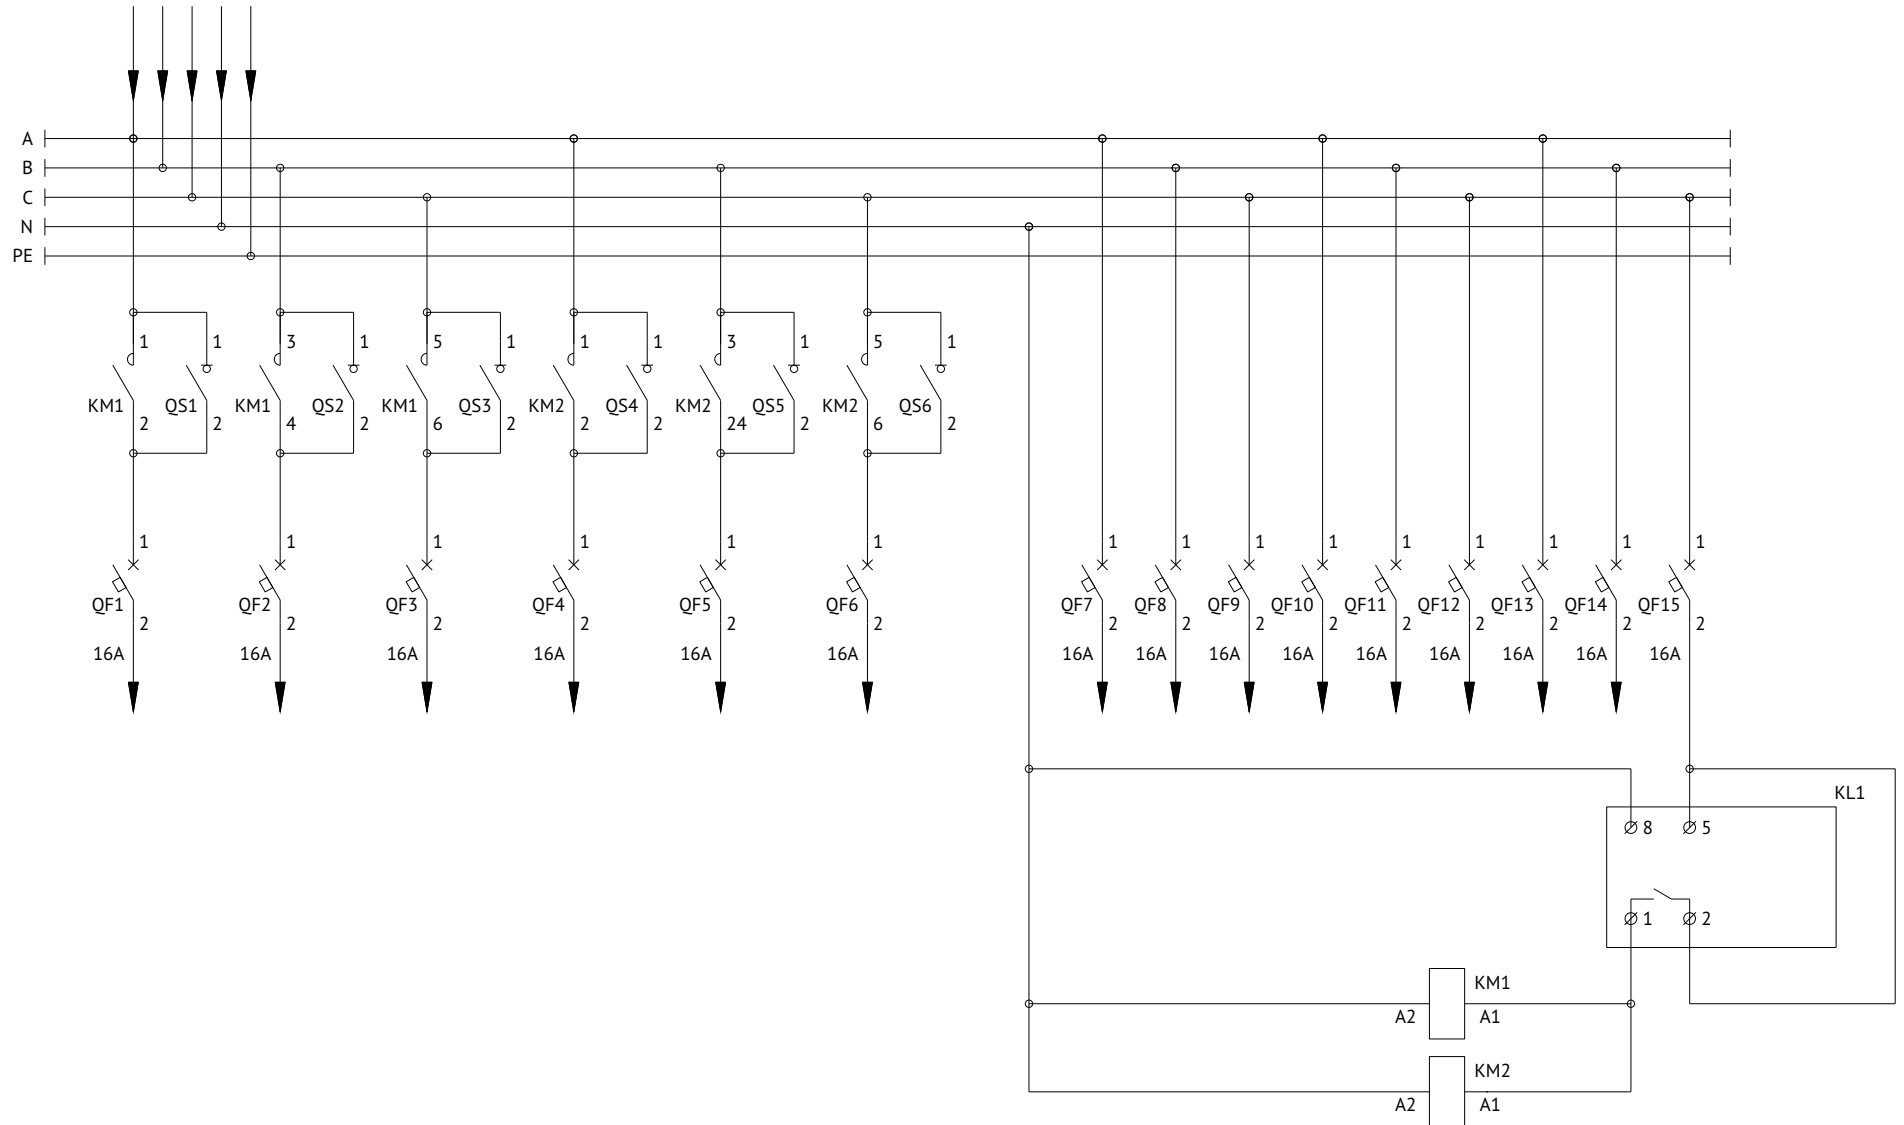 A
B
C
N
PE
1 1 3 1 5 1 1 1 3 1 5 1
KM1 QS1 KM1 QS2 KM1 QS3 KM2 QS4 KM2 QS5 KM2 QS6
2 2 4 2 6 2 2 2 24 2 6 2
1 1 1 1 1 1 1 1 1 1 1 1 1 1 1
QF1 QF2 QF3 QF4 QF5 QF6 QF7 QF8 QF9 QF10 QF11 QF12 QF13 QF14 QF15
2 2 2 2 2 2 2 2 2 2 2 2 2 2 2
16A 16A 16A 16A 16A 16A 16A 16A 16A 16A 16A 16A 16A 16A 16A
KL1
8 5
1 2
KM1
A2 A1
KM2
A2 A1